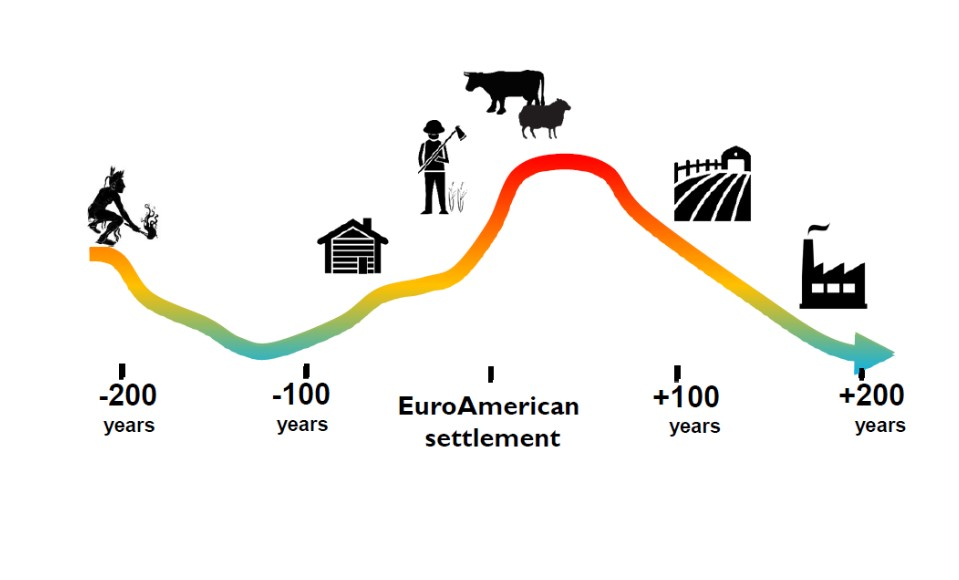 -200
years
-100
years
EuroAmerican
settlement
+100
years
+200
years